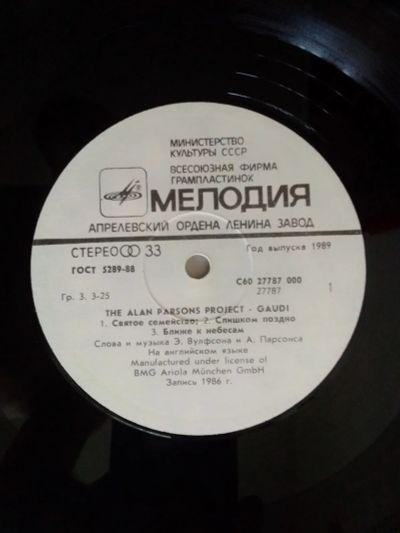 МИНИСТЕРСТВО
КУЛЬТУРЫ СССР
ВСЕСОЮЗНАЯ ФИРМА
ГРАМПЛАСТИНОК
МЕЛОДИЯ
АПРЕЛЕВСКИЙ ОРДЕНА ЛЕНИНА ЗАВОД
СТЕРЕО 33
Год выпуска 1989
ГОСТ 5289-88
С60 27787 000
27787
Гр. 3. 3-25
1
THE ALAN PARSONS PROJECT - GAUDI
1. Святое семейство; 2. Слишком поздно
3. Ближе к небесам
Слова и музыка Э. Вулфсона и А. Парсонса
На английском языке
Manufactured under license of
BMG Ariola München GmbH
Запись 1986 г.